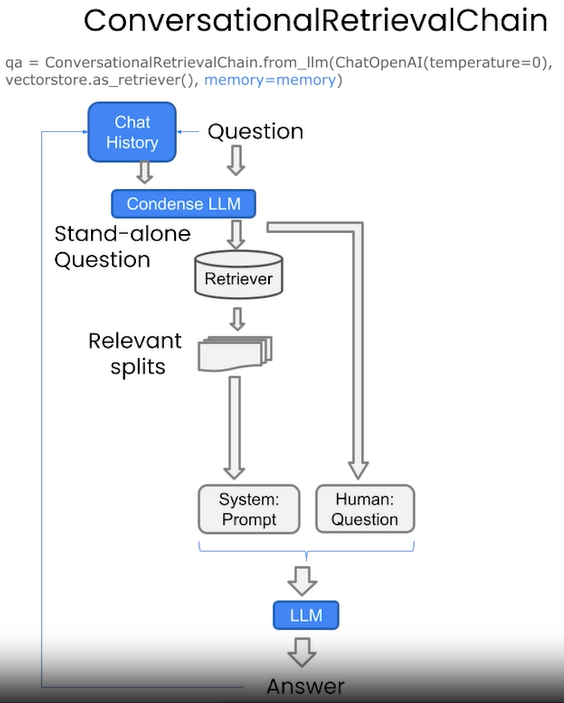 ConversationalRetrievalChain
qa = ConversationalRetrievalChain.from_llm(ChatOpenAI(temperature=0),
vectorstore.as_retriever(), memory=memory)
Chat
History
Question
Condense LLM
Stand-alone
Question
Retriever
Relevant
splits
System:
Prompt
Human:
Question
LLM
Answer